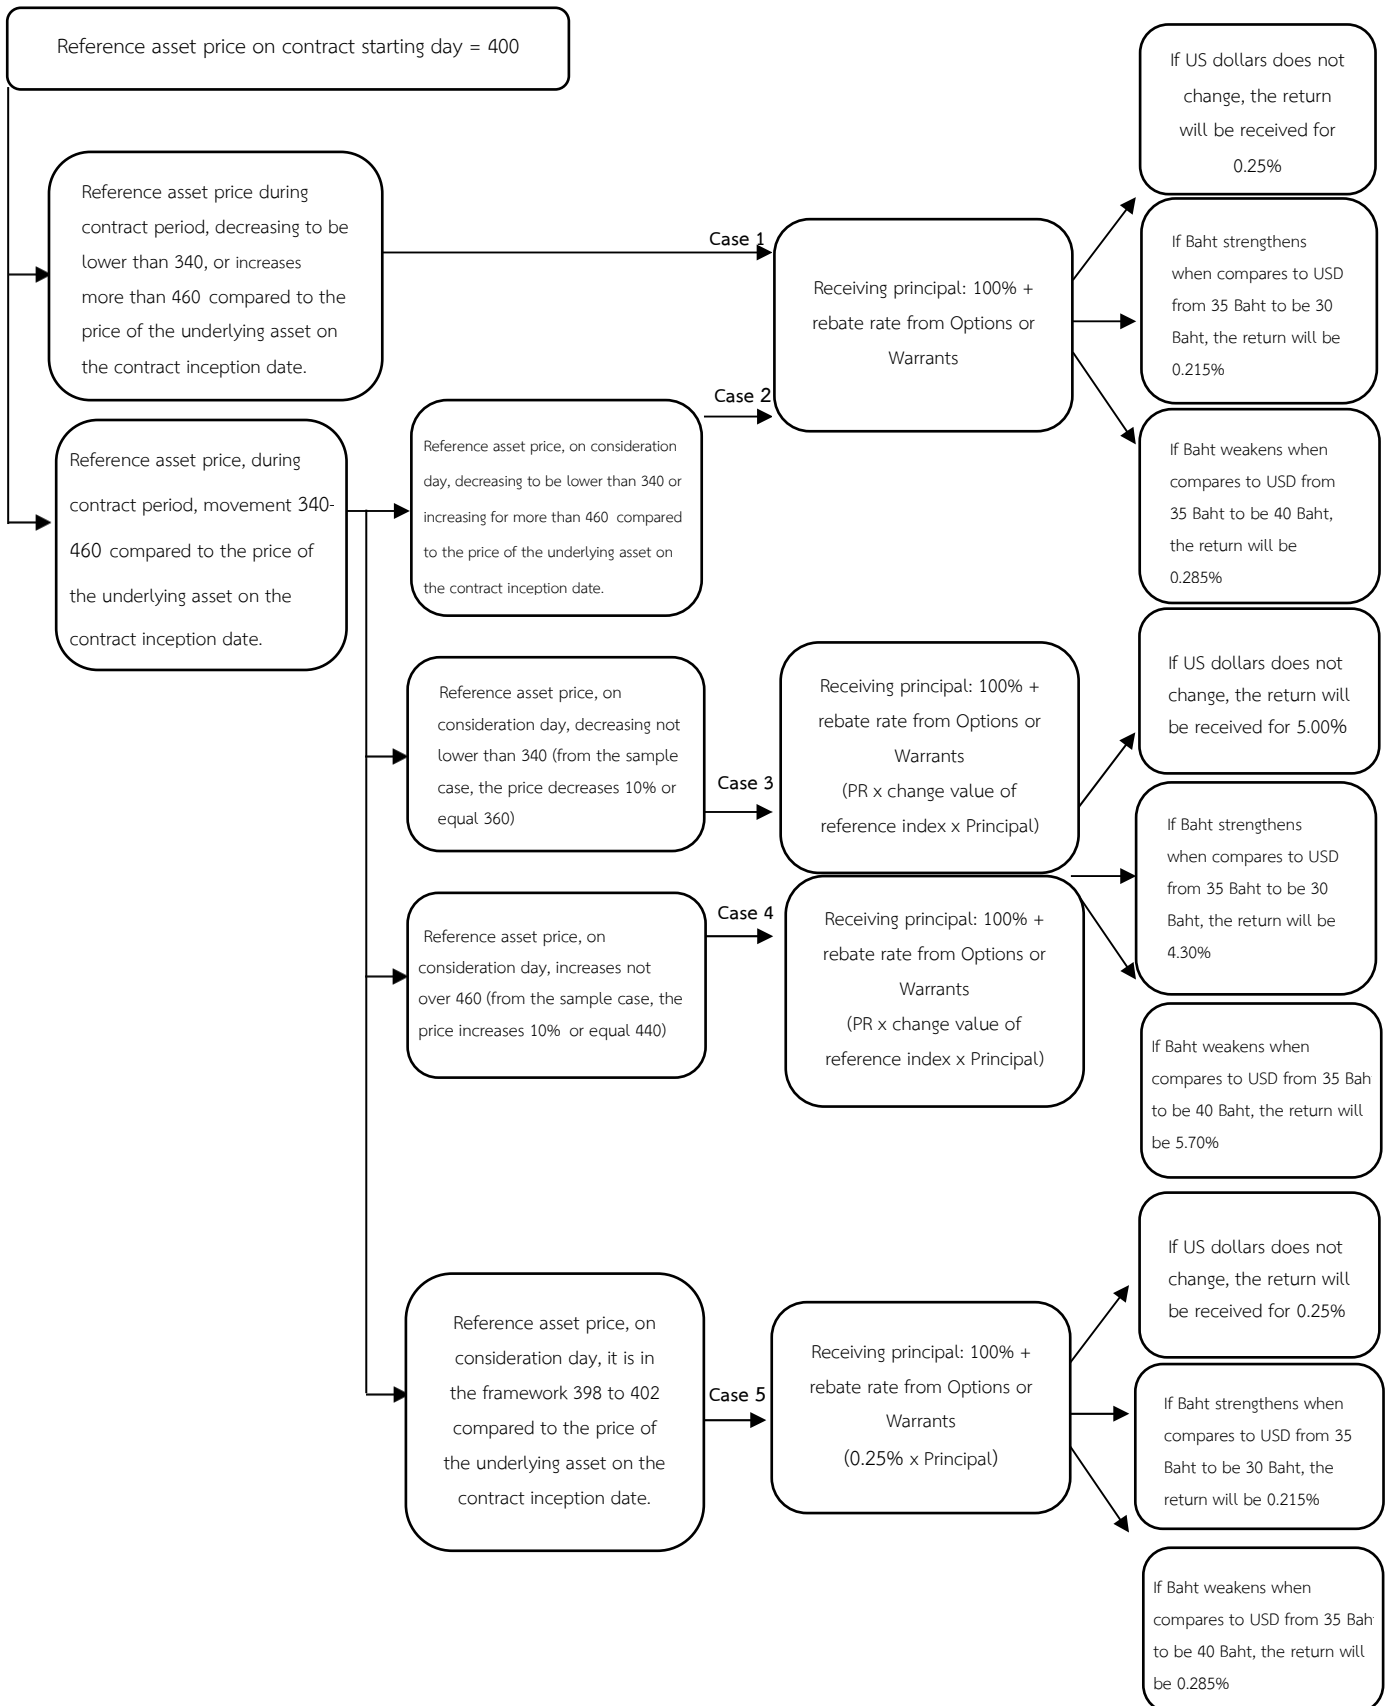 Reference asset price on contract starting day = 400
If US dollars does not
change, the return
will be received for
0.25%
Reference asset price during
contract period, decreasing to be
lower than 340, or increases
more than 460 compared to the
price of the underlying asset on
the contract inception date.
Case 1
Receiving principal: 100% +
rebate rate from Options or
Warrants
If Baht strengthens
when compares to USD
from 35 Baht to be 30
Baht, the return will be
0.215%
Case 2
Reference asset price, during
contract period, movement 340-
460 compared to the price of
the underlying asset on the
contract inception date.
Reference asset price, on consideration
day, decreasing to be lower than 340 or
increasing for more than 460 compared
to the price of the underlying asset on
the contract inception date.
If Baht weakens when
compares to USD from
35 Baht to be 40 Baht,
the return will be
0.285%
Reference asset price, on
consideration day, decreasing not
lower than 340 (from the sample
case, the price decreases 10% or
equal 360)
Case 3
Receiving principal: 100% +
rebate rate from Options or
Warrants
(PR x change value of
reference index x Principal)
If US dollars does not
change, the return will
be received for 5.00%
Reference asset price, on
consideration day, increases not
over 460 (from the sample case, the
price increases 10% or equal 440)
Case 4
Receiving principal: 100% +
rebate rate from Options or
Warrants
(PR x change value of
reference index x Principal)
If Baht strengthens
when compares to USD
from 35 Baht to be 30
Baht, the return will be
4.30%
If Baht weakens when
compares to USD from 35 Bah
to be 40 Baht, the return will
be 5.70%
Reference asset price, on
consideration day, it is in
the framework 398 to 402
compared to the price of
the underlying asset on the
contract inception date.
Case 5
Receiving principal: 100% +
rebate rate from Options or
Warrants
(0.25% x Principal)
If US dollars does not
change, the return will
be received for 0.25%
If Baht strengthens when
compares to USD from 35
Baht to be 30 Baht, the
return will be 0.215%
If Baht weakens when
compares to USD from 35 Bah
to be 40 Baht, the return will
be 0.285%